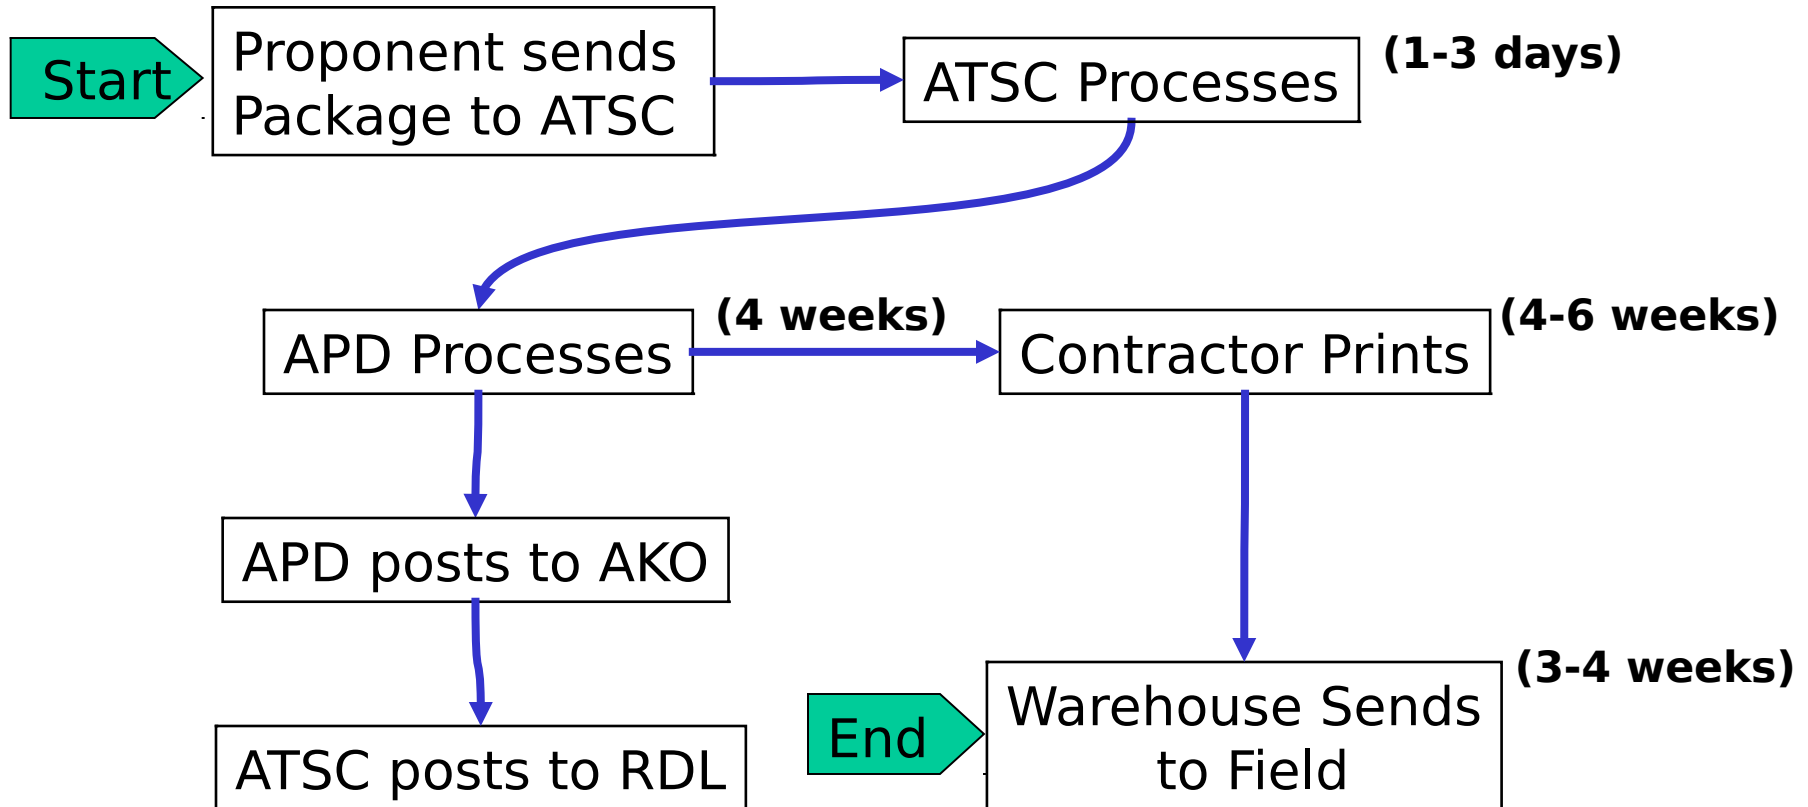 Start
Proponent sends
Package to ATSC
ATSC Processes
(1-3 days)
APD Processes
(4 weeks)
Contractor Prints
(4-6 weeks)
APD posts to AKO
ATSC posts to RDL
End
Warehouse Sends
to Field
(3-4 weeks)